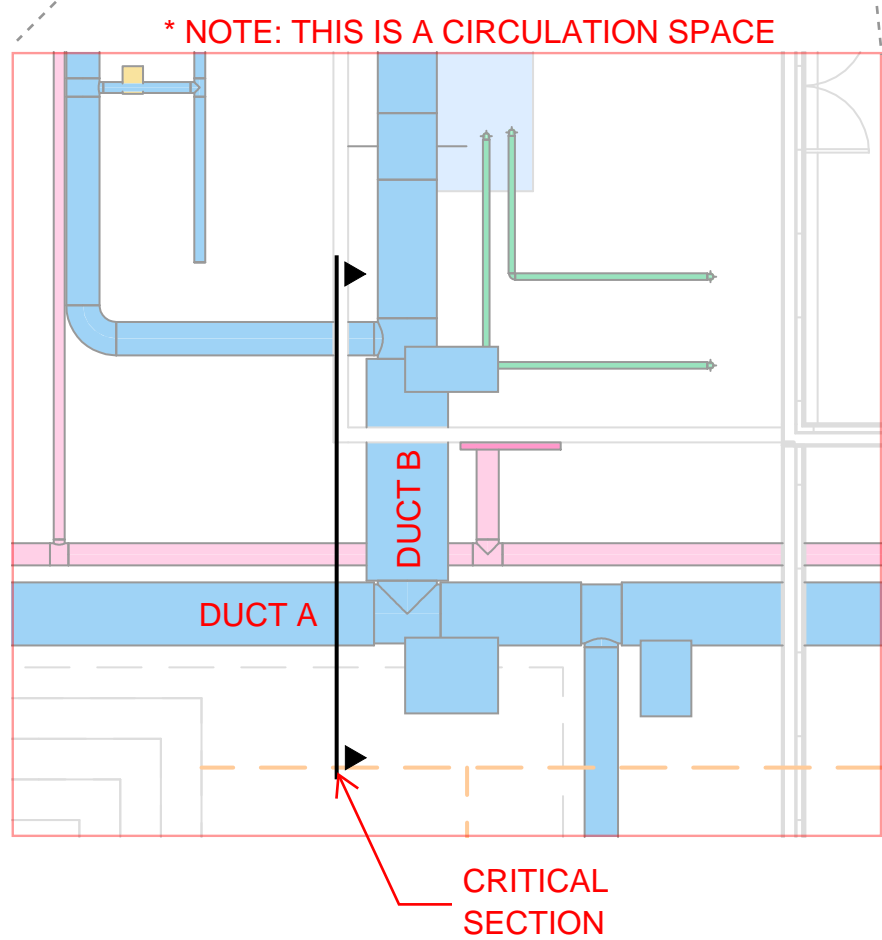 * NOTE: THIS IS A CIRCULATION SPACE
DUCT B
DUCT A
CRITICAL
SECTION